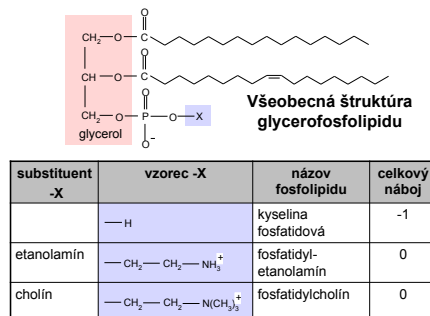 O
CH₂—O—C
O
CH—O—C
O
CH₂—O—P—O—X
glycerol
O⁻
Všeobecná štruktúra
glycerofosfolipidu
substituent -X vzorec -X názov fosfolipidu celkový náboj
—H kyselina fosfatidová -1
etanolamín —CH₂—CH₂—NH₃⁺ fosfatidyl-etanolamín 0
cholín —CH₂—CH₂—N(CH₃)₃⁺ fosfatidylcholín 0